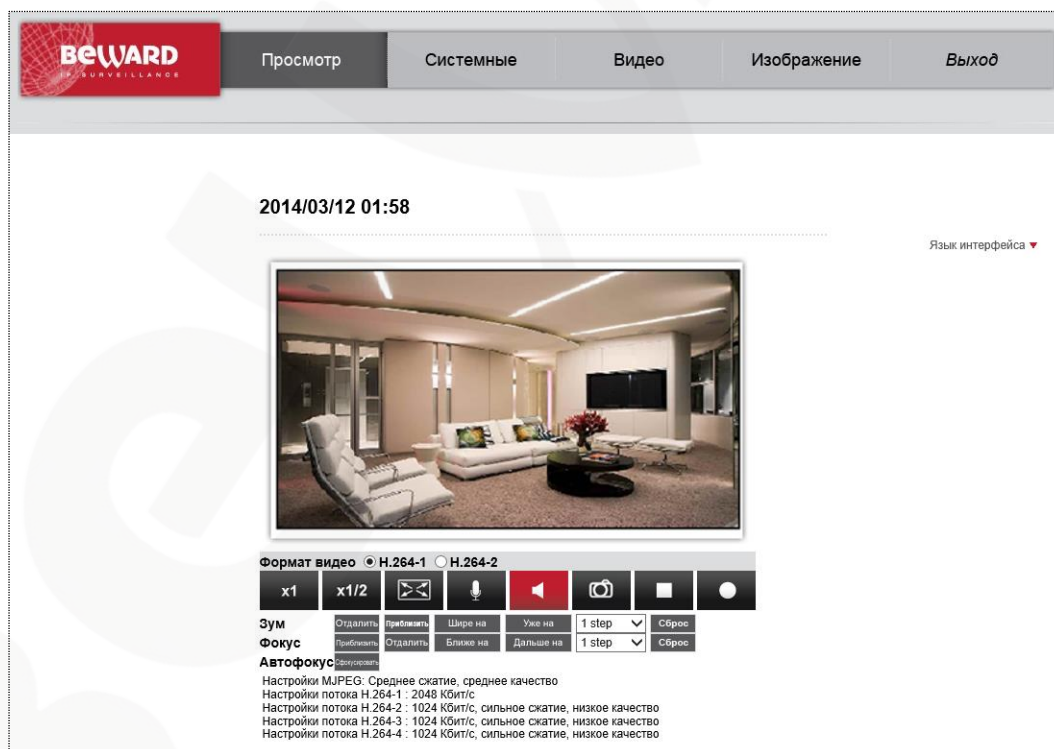 BEWARD
IP SURVEILLANCE
Просмотр Системные Видео Изображение Выход
2014/03/12 01:58
Язык интерфейса
Формат видео H.264-1 H.264-2
x1 x1/2
Зум Отдалить Приблизить Шире на Уже на 1 step Сброс
Фокус Приблизить Отдалить Ближе на Дальше на 1 step Сброс
Автофокус Сфокусировать
Настройки MJPEG: Среднее сжатие, среднее качество
Настройки потока H.264-1 : 2048 Кбит/с
Настройки потока H.264-2 : 1024 Кбит/с, сильное сжатие, низкое качество
Настройки потока H.264-3 : 1024 Кбит/с, сильное сжатие, низкое качество
Настройки потока H.264-4 : 1024 Кбит/с, сильное сжатие, низкое качество